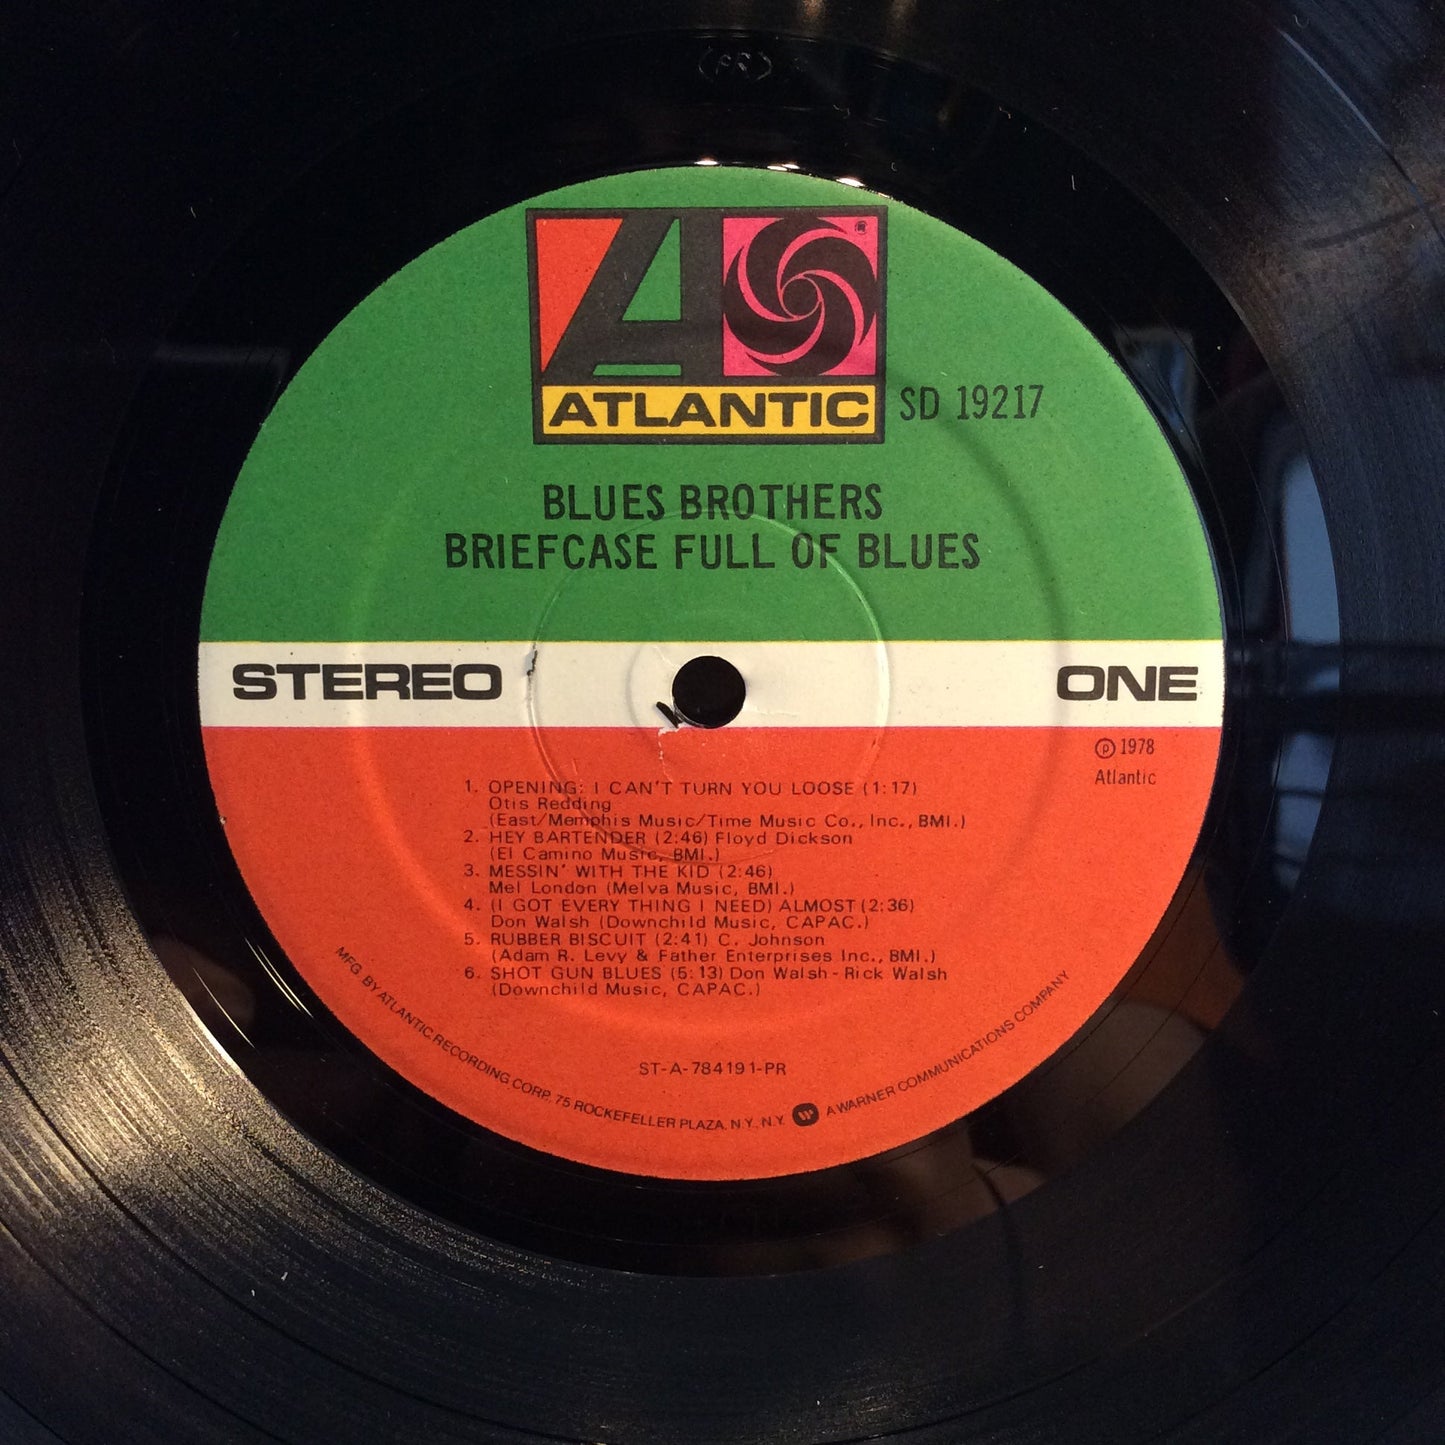 (PR)
®
ATLANTIC
SD 19217
BLUES BROTHERS
BRIEFCASE FULL OF BLUES
STEREO
ONE
℗ 1978
Atlantic
1. OPENING: I CAN'T TURN YOU LOOSE (1:17)
Otis Redding
(East/Memphis Music/Time Music Co., Inc., BMI.)
2. HEY BARTENDER (2:46) Floyd Dickson
(El Camino Music, BMI.)
3. MESSIN' WITH THE KID (2:46)
Mel London (Melva Music, BMI.)
4. (I GOT EVERY THING I NEED) ALMOST (2:36)
Don Walsh (Downchild Music, CAPAC.)
5. RUBBER BISCUIT (2:41) C. Johnson
(Adam R. Levy & Father Enterprises Inc., BMI.)
6. SHOT GUN BLUES (5:13) Don Walsh - Rick Walsh
(Downchild Music, CAPAC.)
ST-A-784191-PR
MFG. BY ATLANTIC RECORDING CORP., 75 ROCKEFELLER PLAZA, N.Y., N.Y. A WARNER COMMUNICATIONS COMPANY